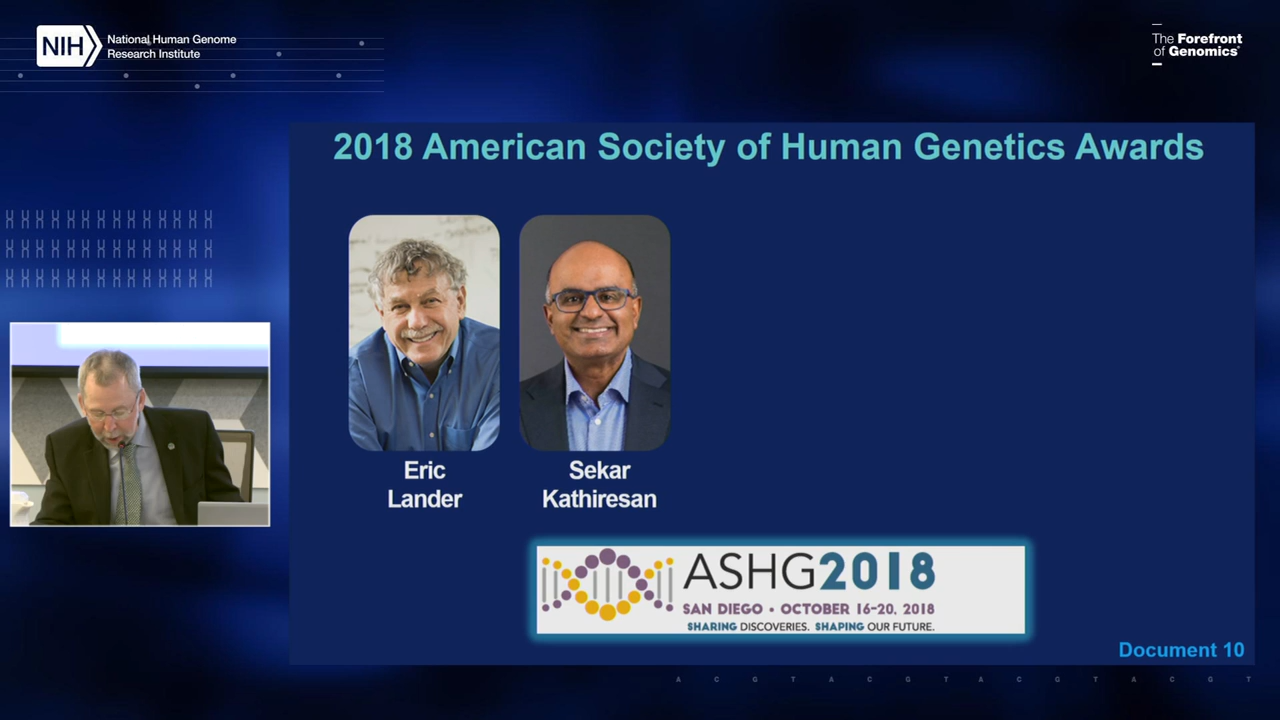 NIH
National Human Genome
Research Institute
The Forefront
of Genomics®
2018 American Society of Human Genetics Awards
Eric
Lander
Sekar
Kathiresan
ASHG2018
SAN DIEGO • OCTOBER 16-20, 2018
SHARING DISCOVERIES. SHAPING OUR FUTURE.
Document 10
A C G T A C G T A C G T A C G T